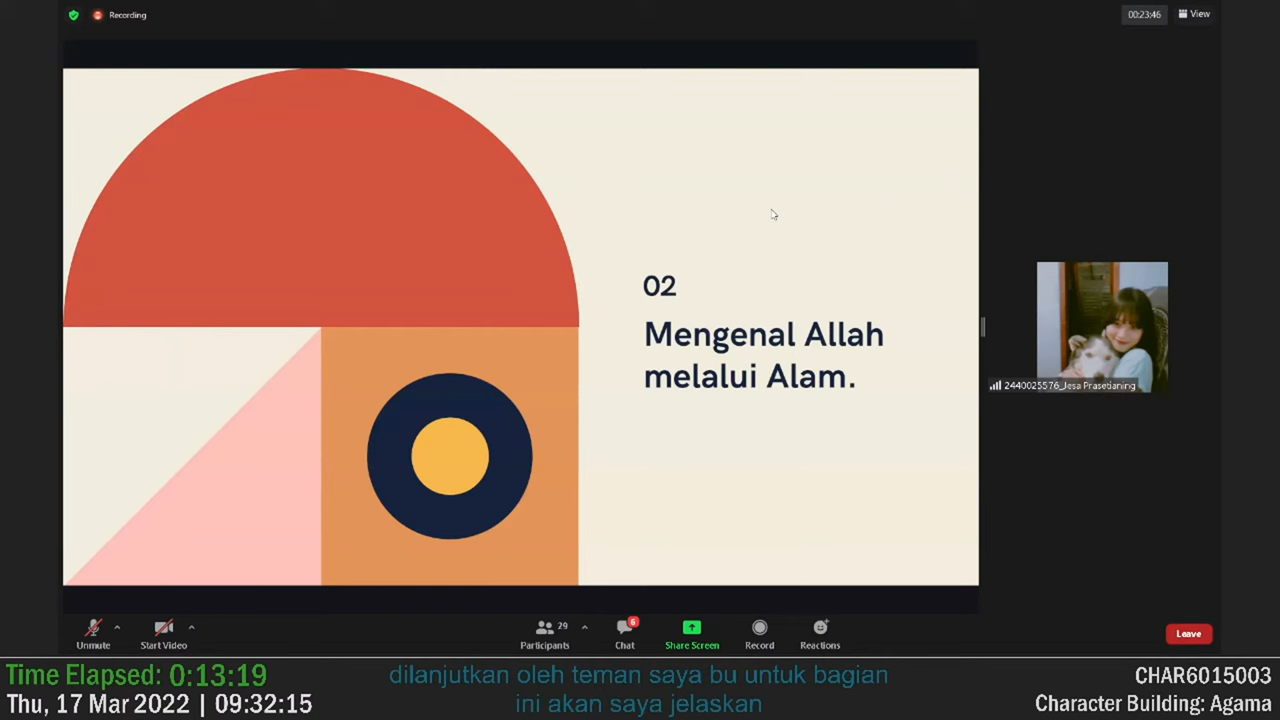 Recording
00:23:46
View
02
Mengenal Allah
melalui Alam.
2440025576_Jesa Prasetianing
Unmute
Start Video
29
Participants
6
Chat
Share Screen
Record
Reactions
Leave
Time Elapsed: 0:13:19
Thu, 17 Mar 2022 | 09:32:15
dilanjutkan oleh teman saya bu untuk bagian
ini akan saya jelaskan
CHAR6015003
Character Building: Agama